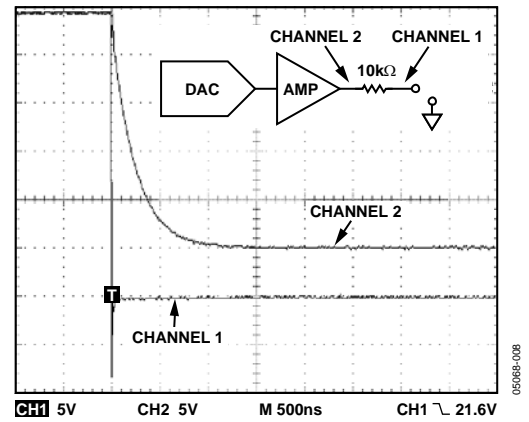 CHANNEL 2 CHANNEL 1
10kΩ
DAC AMP
CHANNEL 2
T
CHANNEL 1
CH1 5V CH2 5V M 500ns CH1 21.6V
05068-008